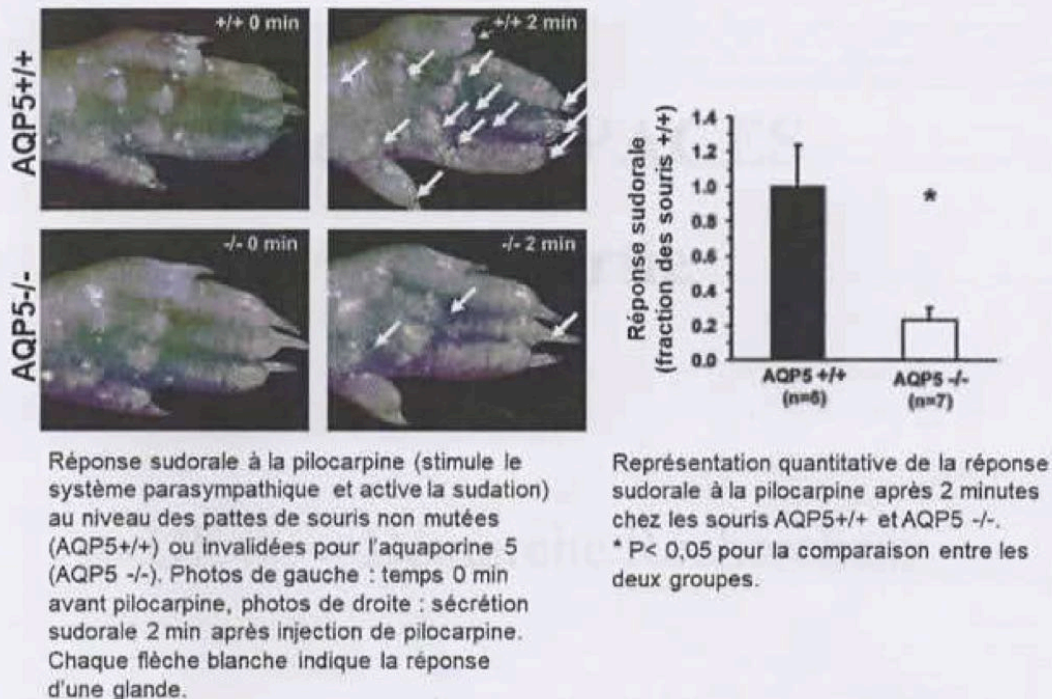 AQP5+/+
+/+ 0 min
+/+ 2 min
AQP5-/-
-/- 0 min
-/- 2 min
Réponse sudorale
(fraction des souris +/+)
1.4
1.2
1.0
0.8
0.6
0.4
0.2
0.0
*
AQP5 +/+
(n=6)
AQP5 -/-
(n=7)
Réponse sudorale à la pilocarpine (stimule le
système parasympathique et active la sudation)
au niveau des pattes de souris non mutées
(AQP5+/+) ou invalidées pour l'aquaporine 5
(AQP5 -/-). Photos de gauche : temps 0 min
avant pilocarpine, photos de droite : sécrétion
sudorale 2 min après injection de pilocarpine.
Chaque flèche blanche indique la réponse
d'une glande.
Représentation quantitative de la réponse
sudorale à la pilocarpine après 2 minutes
chez les souris AQP5+/+ et AQP5 -/-.
* P< 0,05 pour la comparaison entre les
deux groupes.